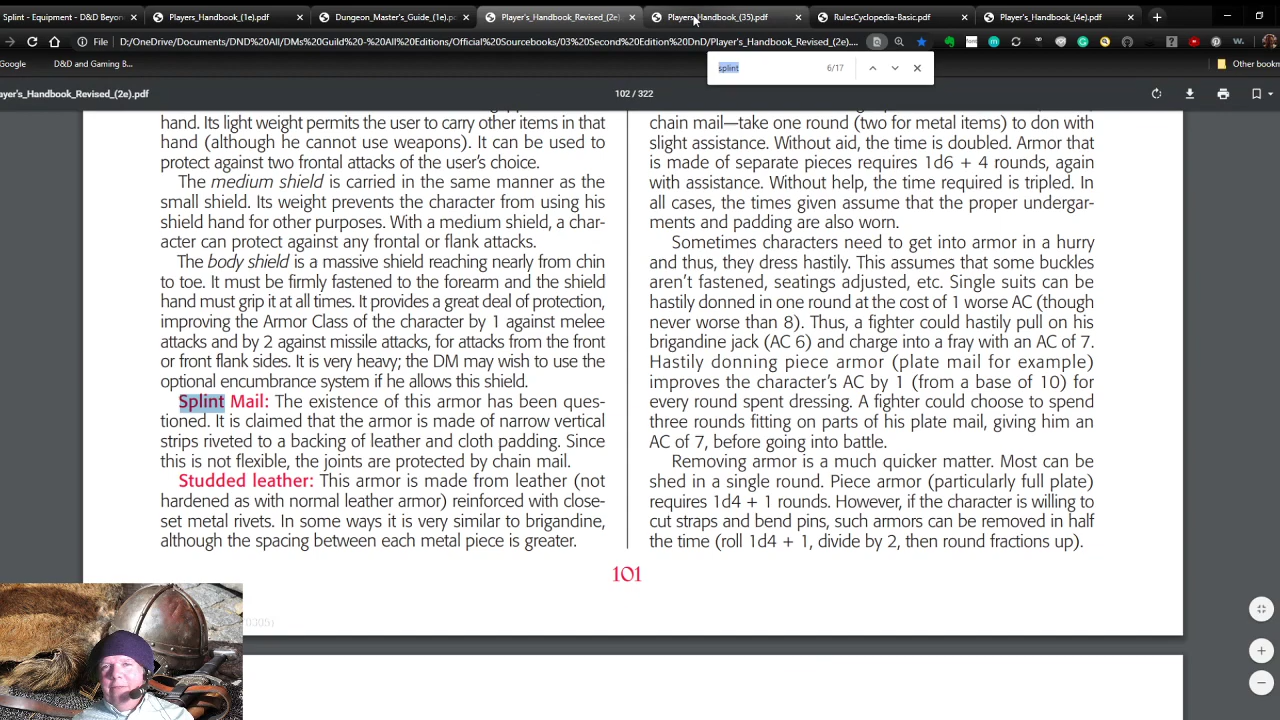 Splint - Equipment - D&D Beyon
Players_Handbook_(1e).pdf
Dungeon_Master's_Guide_(1e).pd
Player's_Handbook_Revised_(2e)
Players_Handbook_(35).pdf
RulesCyclopedia-Basic.pdf
Player's_Handbook_(4e).pdf
File
D:/OneDrive/Documents/DND%20All/DMs%20Guild%20-%20All%20Editions/Official%20Sourcebooks/03%20Second%20Edition%20DnD/Player's_Handbook_Revised_(2e)....
Google
D&D and Gaming B...
splint
6/17
Other bookm
ayer's_Handbook_Revised_(2e).pdf
102 / 322
hand. Its light weight permits the user to carry other items in that
hand (although he cannot use weapons). It can be used to
protect against two frontal attacks of the user's choice.
The medium shield is carried in the same manner as the
small shield. Its weight prevents the character from using his
shield hand for other purposes. With a medium shield, a char-
acter can protect against any frontal or flank attacks.
The body shield is a massive shield reaching nearly from chin
to toe. It must be firmly fastened to the forearm and the shield
hand must grip it at all times. It provides a great deal of protection,
improving the Armor Class of the character by 1 against melee
attacks and by 2 against missile attacks, for attacks from the front
or front flank sides. It is very heavy; the DM may wish to use the
optional encumbrance system if he allows this shield.
Splint Mail: The existence of this armor has been ques-
tioned. It is claimed that the armor is made of narrow vertical
strips riveted to a backing of leather and cloth padding. Since
this is not flexible, the joints are protected by chain mail.
Studded leather: This armor is made from leather (not
hardened as with normal leather armor) reinforced with close-
set metal rivets. In some ways it is very similar to brigandine,
although the spacing between each metal piece is greater.
chain mail—take one round (two for metal items) to don with
slight assistance. Without aid, the time is doubled. Armor that
is made of separate pieces requires 1d6 + 4 rounds, again
with assistance. Without help, the time required is tripled. In
all cases, the times given assume that the proper undergar-
ments and padding are also worn.
Sometimes characters need to get into armor in a hurry
and thus, they dress hastily. This assumes that some buckles
aren't fastened, seatings adjusted, etc. Single suits can be
hastily donned in one round at the cost of 1 worse AC (though
never worse than 8). Thus, a fighter could hastily pull on his
brigandine jack (AC 6) and charge into a fray with an AC of 7.
Hastily donning piece armor (plate mail for example)
improves the character's AC by 1 (from a base of 10) for
every round spent dressing. A fighter could choose to spend
three rounds fitting on parts of his plate mail, giving him an
AC of 7, before going into battle.
Removing armor is a much quicker matter. Most can be
shed in a single round. Piece armor (particularly full plate)
requires 1d4 + 1 rounds. However, if the character is willing to
cut straps and bend pins, such armors can be removed in half
the time (roll 1d4 + 1, divide by 2, then round fractions up).
101